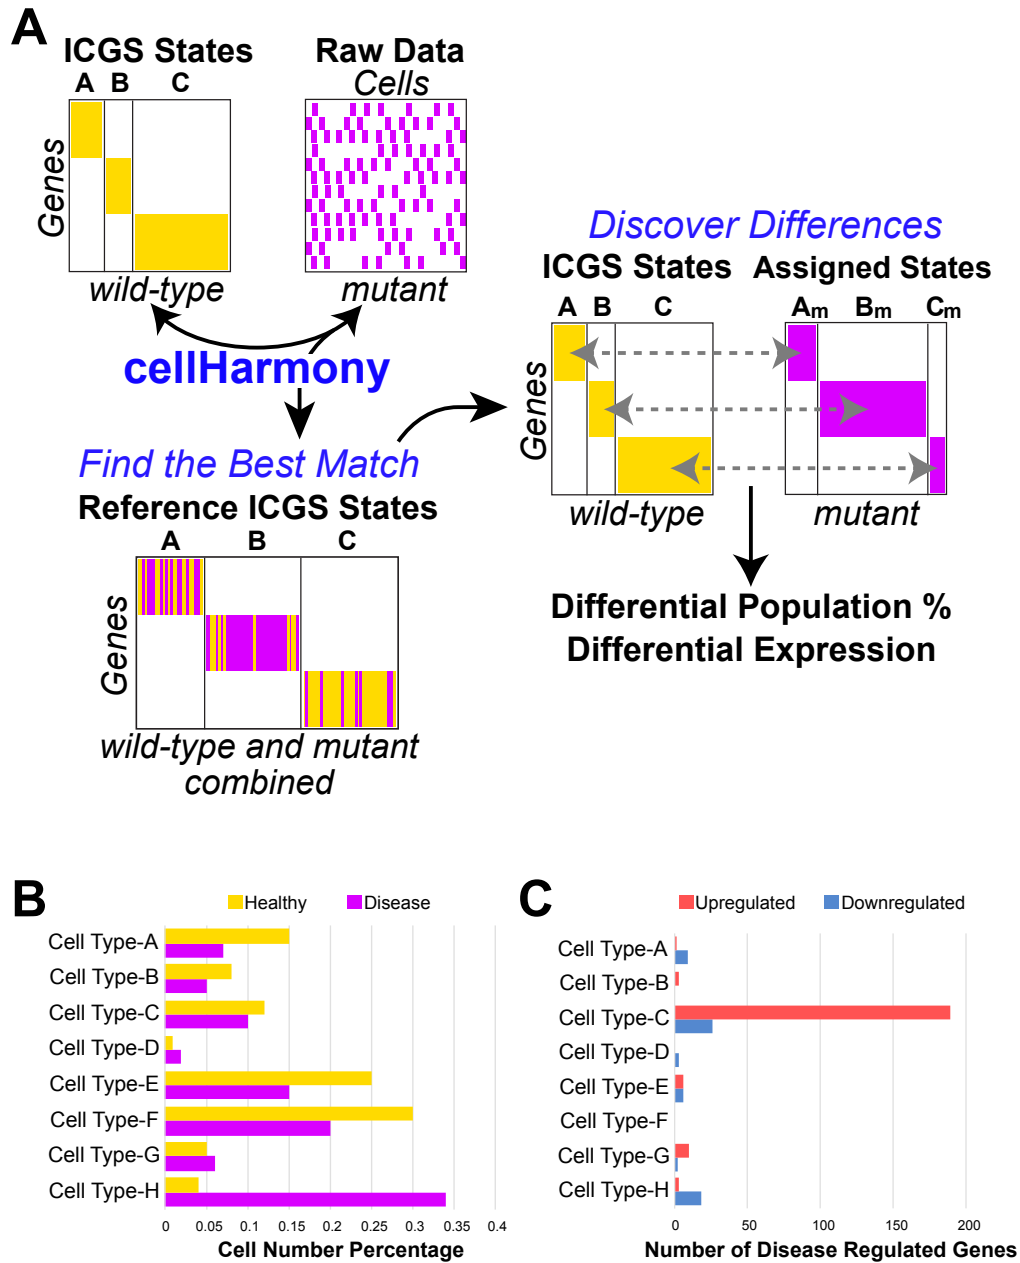 A
ICGS States
A B C
Genes
wild-type
Raw Data
Cells
mutant
cellHarmony
Find the Best Match
Reference ICGS States
A B C
Genes
wild-type and mutant
combined
Discover Differences
ICGS States
A B C
Genes
wild-type
Assigned States
Am Bm Cm
mutant
Differential Population %
Differential Expression
B
Healthy Disease
Cell Type-A
Cell Type-B
Cell Type-C
Cell Type-D
Cell Type-E
Cell Type-F
Cell Type-G
Cell Type-H
0 0.05 0.1 0.15 0.2 0.25 0.3 0.35 0.4
Cell Number Percentage
C
Upregulated Downregulated
Cell Type-A
Cell Type-B
Cell Type-C
Cell Type-D
Cell Type-E
Cell Type-F
Cell Type-G
Cell Type-H
0 50 100 150 200
Number of Disease Regulated Genes